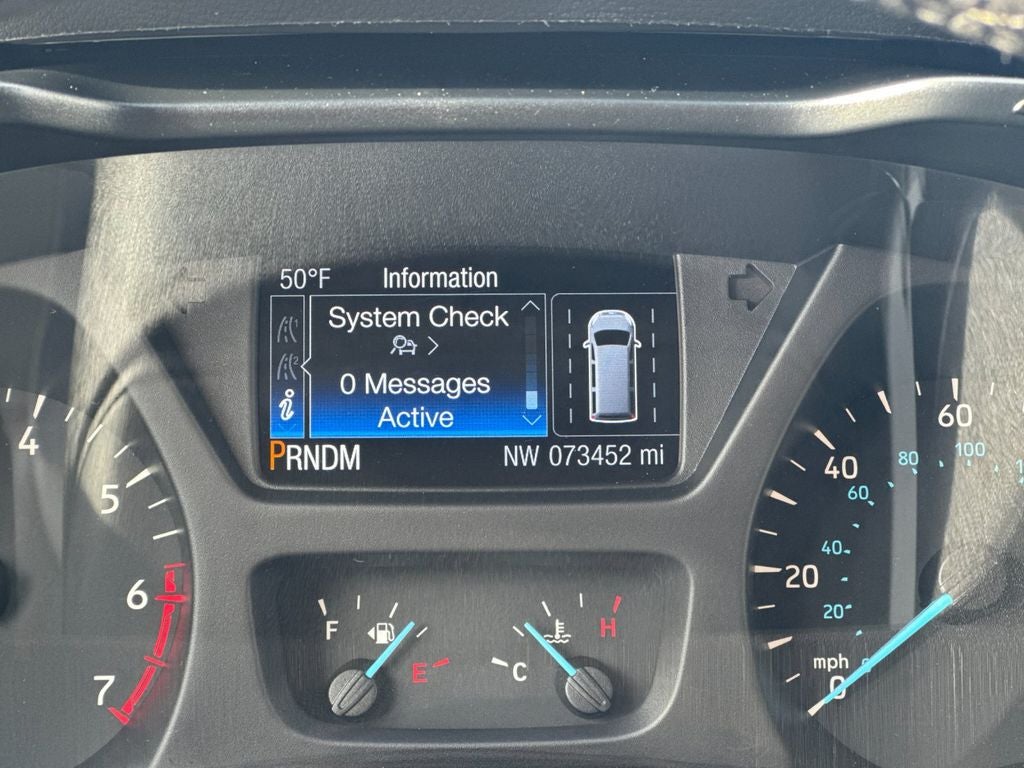 50°F Information
System Check
0 Messages
Active
i
PRNDM NW 073452 mi
4
5
6
7
F
E
C
H
60
40
20
0
mph
100
80
60
40
20